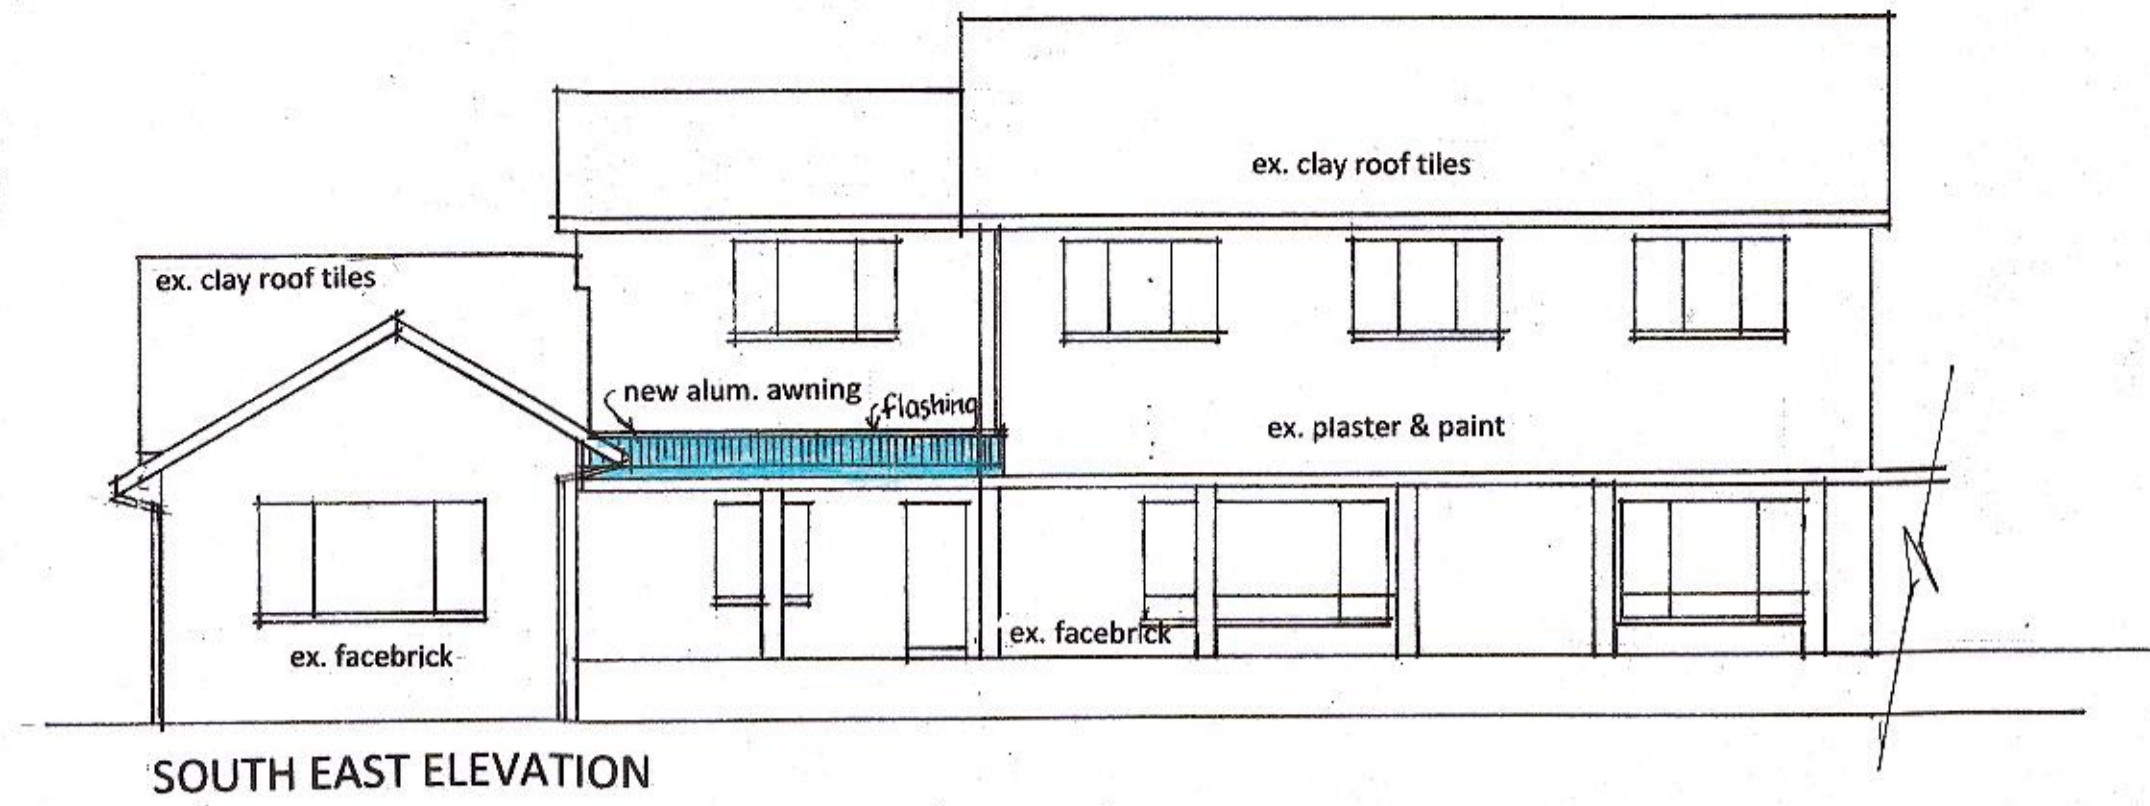 ex. clay roof tiles
ex. clay roof tiles
new alum. awning
flashing
ex. plaster & paint
ex. facebrick
ex. facebrick
SOUTH EAST ELEVATION